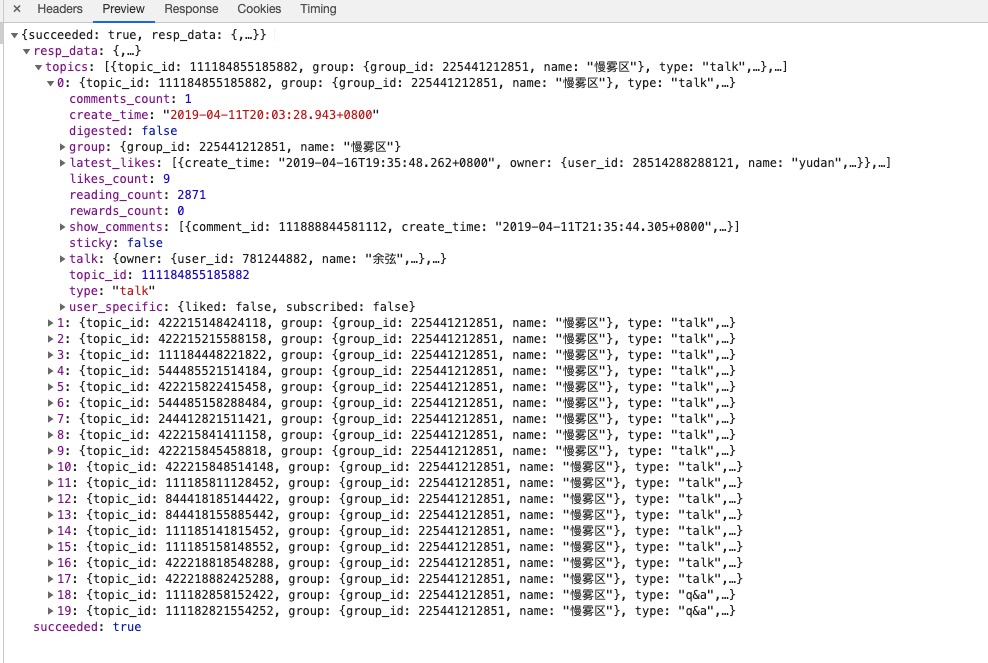 × Headers Preview Response Cookies Timing
▼{succeeded: true, resp_data: {,…}}
▼resp_data: {,…}
▼topics: [{topic_id: 111184855185882, group: {group_id: 225441212851, name: "慢雾区"}, type: "talk",…},…]
▼0: {topic_id: 111184855185882, group: {group_id: 225441212851, name: "慢雾区"}, type: "talk",…}
comments_count: 1
create_time: "2019-04-11T20:03:28.943+0800"
digested: false
▶group: {group_id: 225441212851, name: "慢雾区"}
▶latest_likes: [{create_time: "2019-04-16T19:35:48.262+0800", owner: {user_id: 28514288288121, name: "yudan",…}},…]
likes_count: 9
reading_count: 2871
rewards_count: 0
▶show_comments: [{comment_id: 111888844581112, create_time: "2019-04-11T21:35:44.305+0800",…}]
sticky: false
▶talk: {owner: {user_id: 781244882, name: "余弦",…},…}
topic_id: 111184855185882
type: "talk"
▶user_specific: {liked: false, subscribed: false}
▶1: {topic_id: 422215148424118, group: {group_id: 225441212851, name: "慢雾区"}, type: "talk",…}
▶2: {topic_id: 422215215588158, group: {group_id: 225441212851, name: "慢雾区"}, type: "talk",…}
▶3: {topic_id: 111184448221822, group: {group_id: 225441212851, name: "慢雾区"}, type: "talk",…}
▶4: {topic_id: 544485521514184, group: {group_id: 225441212851, name: "慢雾区"}, type: "talk",…}
▶5: {topic_id: 422215822415458, group: {group_id: 225441212851, name: "慢雾区"}, type: "talk",…}
▶6: {topic_id: 544485158288484, group: {group_id: 225441212851, name: "慢雾区"}, type: "talk",…}
▶7: {topic_id: 244412821511421, group: {group_id: 225441212851, name: "慢雾区"}, type: "talk",…}
▶8: {topic_id: 422215841411158, group: {group_id: 225441212851, name: "慢雾区"}, type: "talk",…}
▶9: {topic_id: 422215845458818, group: {group_id: 225441212851, name: "慢雾区"}, type: "talk",…}
▶10: {topic_id: 422215848514148, group: {group_id: 225441212851, name: "慢雾区"}, type: "talk",…}
▶11: {topic_id: 111185811128452, group: {group_id: 225441212851, name: "慢雾区"}, type: "talk",…}
▶12: {topic_id: 844418185144422, group: {group_id: 225441212851, name: "慢雾区"}, type: "talk",…}
▶13: {topic_id: 844418155885442, group: {group_id: 225441212851, name: "慢雾区"}, type: "talk",…}
▶14: {topic_id: 111185141815452, group: {group_id: 225441212851, name: "慢雾区"}, type: "talk",…}
▶15: {topic_id: 111185158148552, group: {group_id: 225441212851, name: "慢雾区"}, type: "talk",…}
▶16: {topic_id: 422218818548288, group: {group_id: 225441212851, name: "慢雾区"}, type: "talk",…}
▶17: {topic_id: 422218882425288, group: {group_id: 225441212851, name: "慢雾区"}, type: "talk",…}
▶18: {topic_id: 111182858152422, group: {group_id: 225441212851, name: "慢雾区"}, type: "q&a",…}
▶19: {topic_id: 111182821554252, group: {group_id: 225441212851, name: "慢雾区"}, type: "q&a",…}
succeeded: true